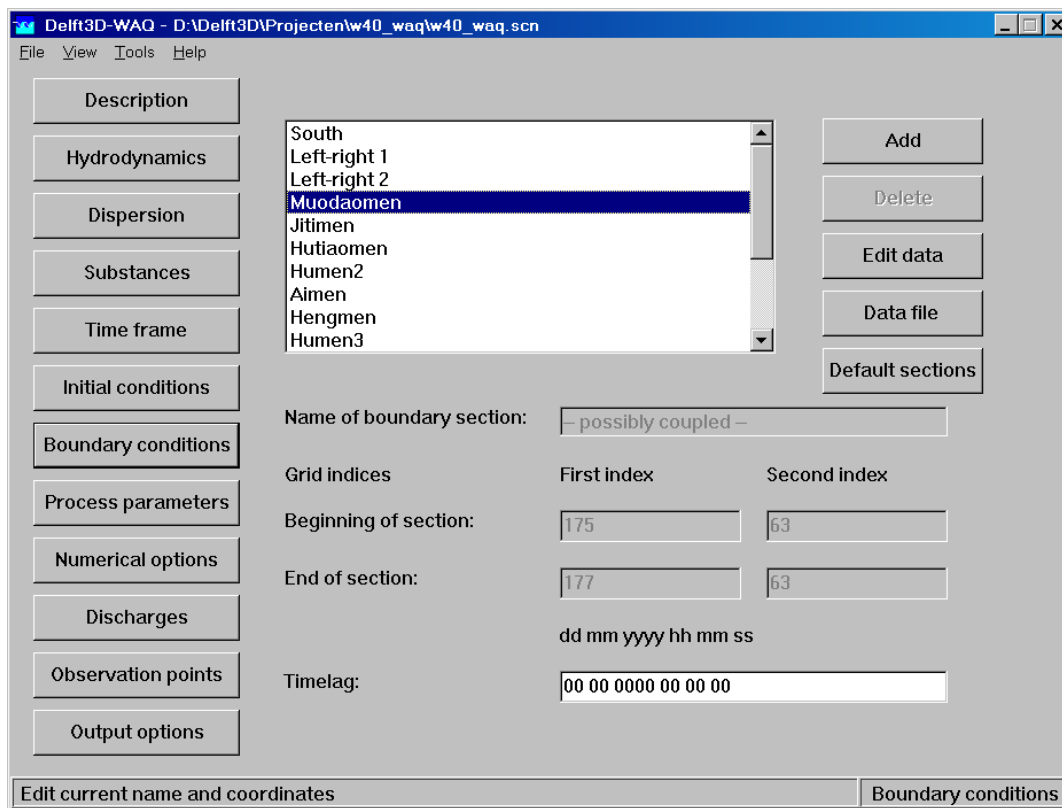 Delft3D-WAQ - D:\Delft3D\Projecten\w40_waq\w40_waq.scn
File View Tools Help
Description
Hydrodynamics
Dispersion
Substances
Time frame
Initial conditions
Boundary conditions
Process parameters
Numerical options
Discharges
Observation points
Output options
South
Left-right 1
Left-right 2
Muodaomen
Jitimen
Hutiaomen
Humen2
Aimen
Hengmen
Humen3
Add
Delete
Edit data
Data file
Default sections
Name of boundary section: -- possibly coupled --
Grid indices First index Second index
Beginning of section: 175 63
End of section: 177 63
dd mm yyyy hh mm ss
Timelag: 00 00 0000 00 00 00
Edit current name and coordinates
Boundary conditions